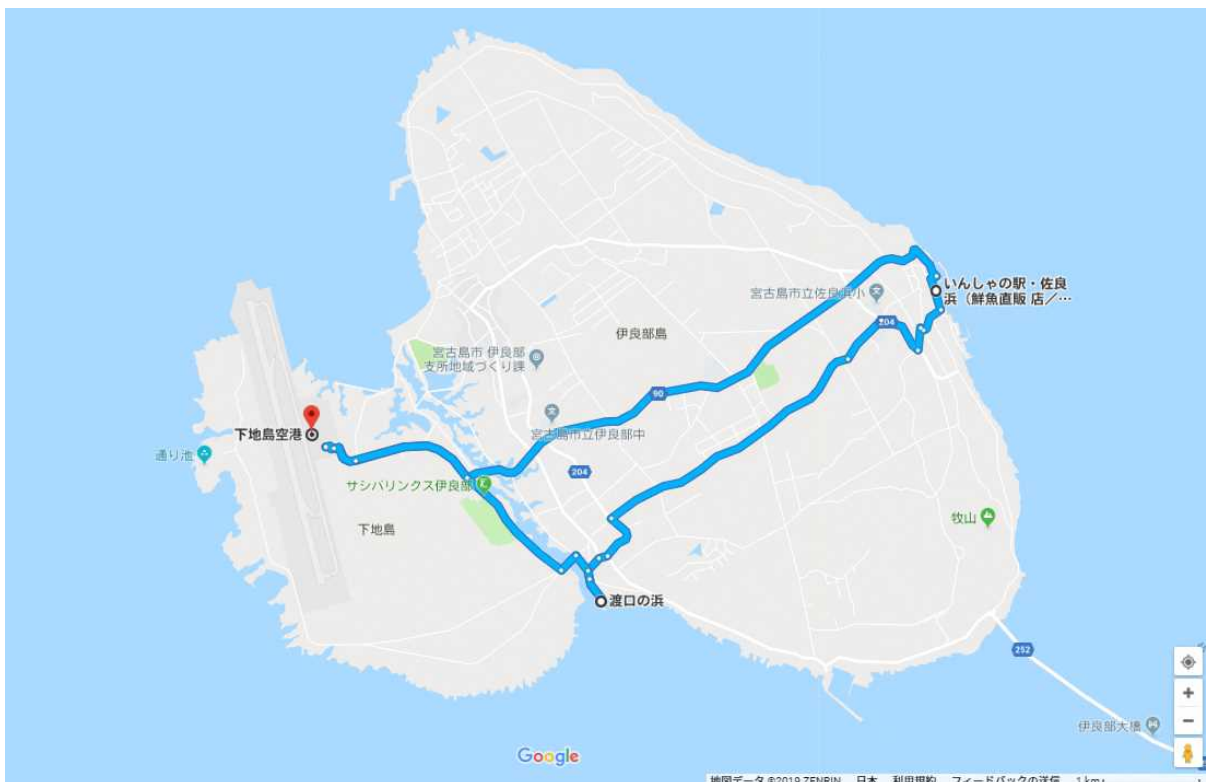 いんしゃの駅・佐良
浜（鮮魚直販 店／…
宮古島市立佐良浜小
204
伊良部島
宮古島市 伊良部
支所地域づくり課
90
宮古島市立伊良部中
下地島空港
通り池
204
サシバリンクス伊良部
下地島
牧山
渡口の浜
252
伊良部大橋
Google
地図データ ©2019 ZENRIN 日本 利用規約 フィードバックの送信 1 km